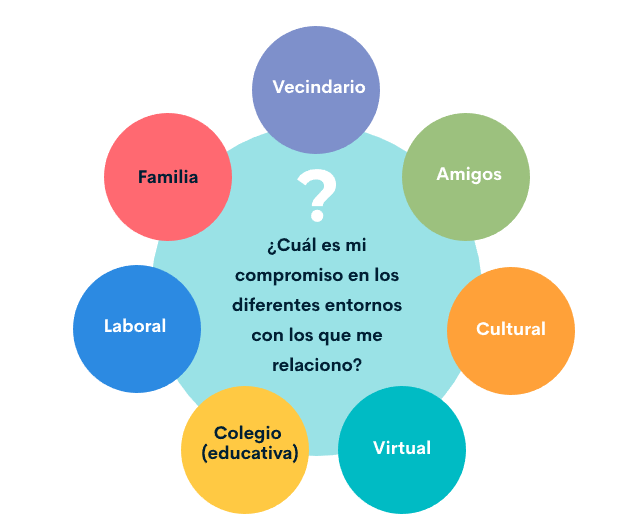 Vecindario
Familia
Amigos
?
¿Cuál es mi
compromiso en los
diferentes entornos
con los que me
relaciono?
Laboral
Cultural
Colegio
(educativa)
Virtual